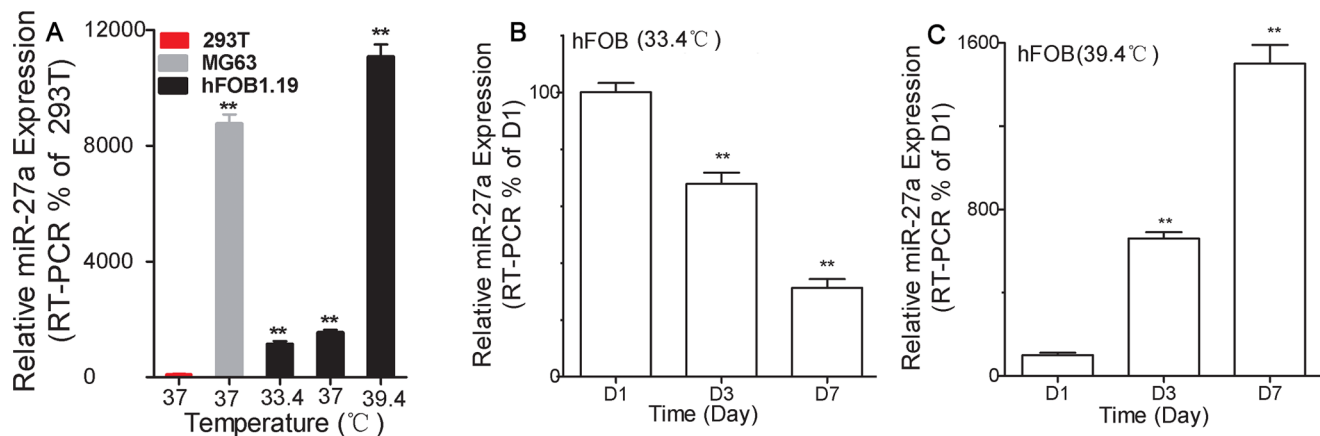 A
Relative miR-27a Expression
(RT-PCR % of 293T)
12000
8000
4000
0
293T
MG63
hFOB1.19
**
**
**
**
37
37
33.4
37
39.4
Temperature (℃)
B
hFOB (33.4℃)
Relative miR-27a Expression
(RT-PCR % of D1)
100
0
**
**
D1
D3
D7
Time (Day)
C
hFOB(39.4℃)
Relative miR-27a Expression
(RT-PCR % of D1)
1600
800
0
**
**
D1
D3
D7
Time (Day)